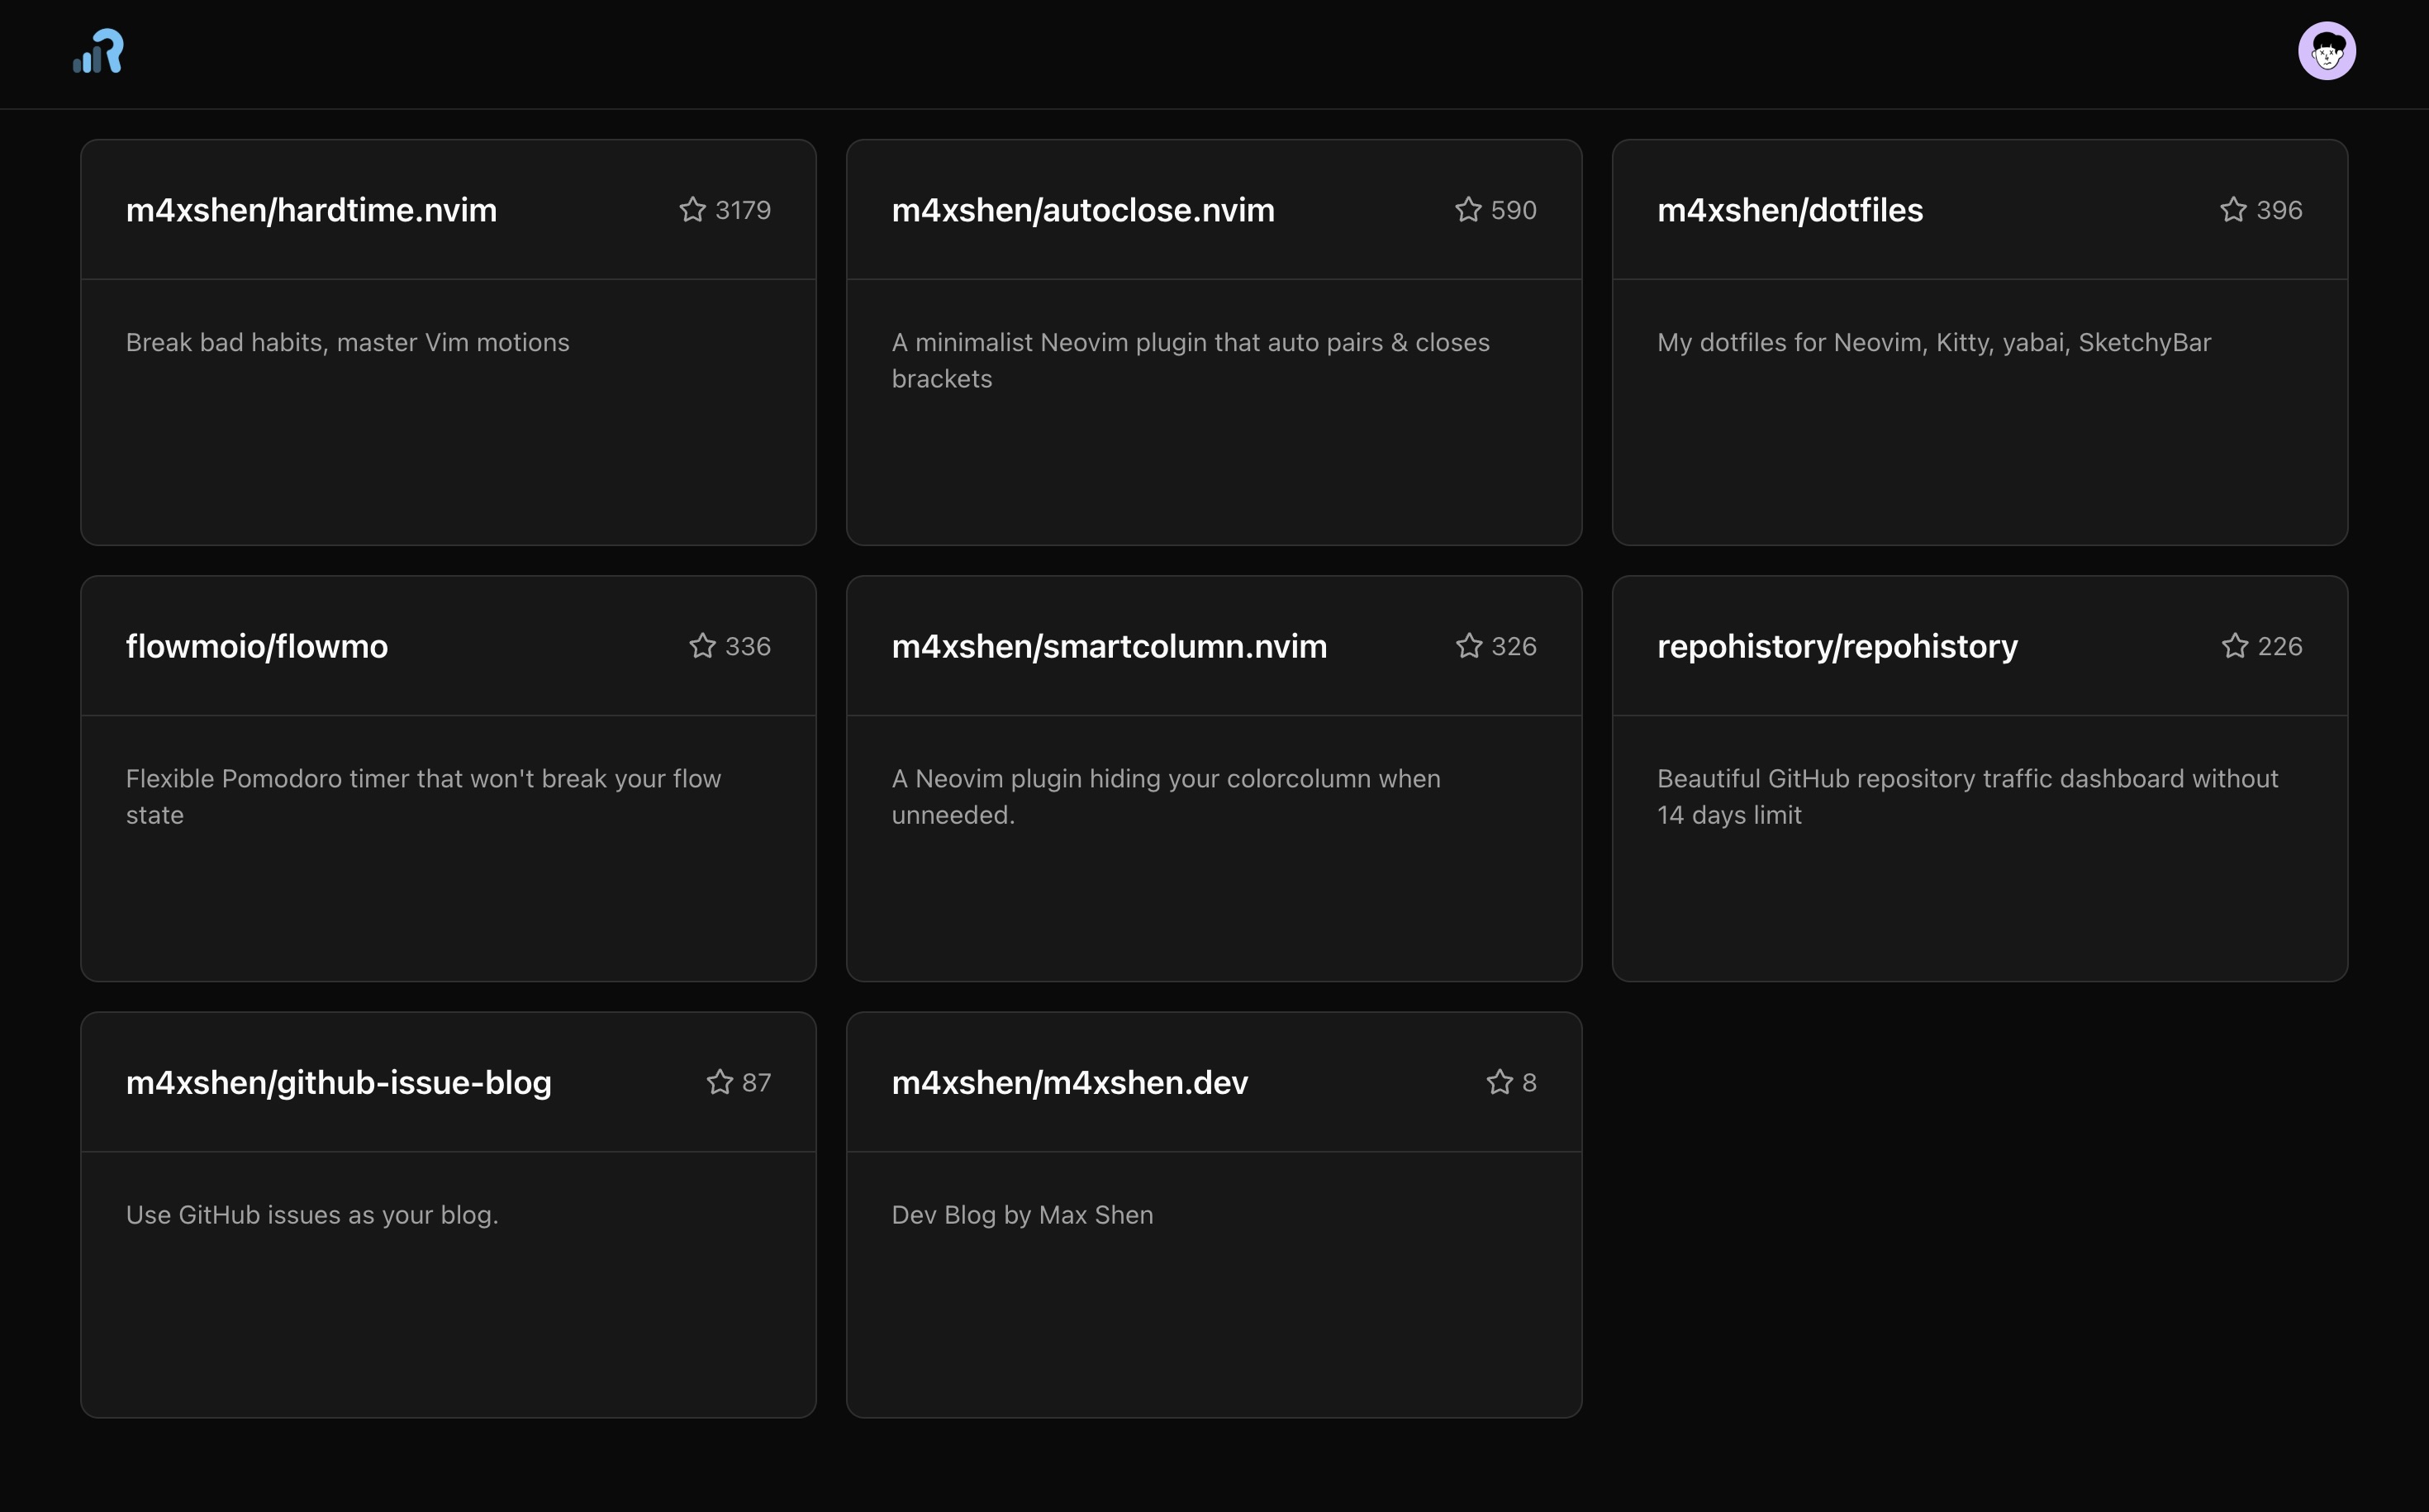 m4xshen/hardtime.nvim
3179
Break bad habits, master Vim motions
m4xshen/autoclose.nvim
590
A minimalist Neovim plugin that auto pairs & closes
brackets
m4xshen/dotfiles
396
My dotfiles for Neovim, Kitty, yabai, SketchyBar
flowmoio/flowmo
336
Flexible Pomodoro timer that won't break your flow
state
m4xshen/smartcolumn.nvim
326
A Neovim plugin hiding your colorcolumn when
unneeded.
repohistory/repohistory
226
Beautiful GitHub repository traffic dashboard without
14 days limit
m4xshen/github-issue-blog
87
Use GitHub issues as your blog.
m4xshen/m4xshen.dev
8
Dev Blog by Max Shen